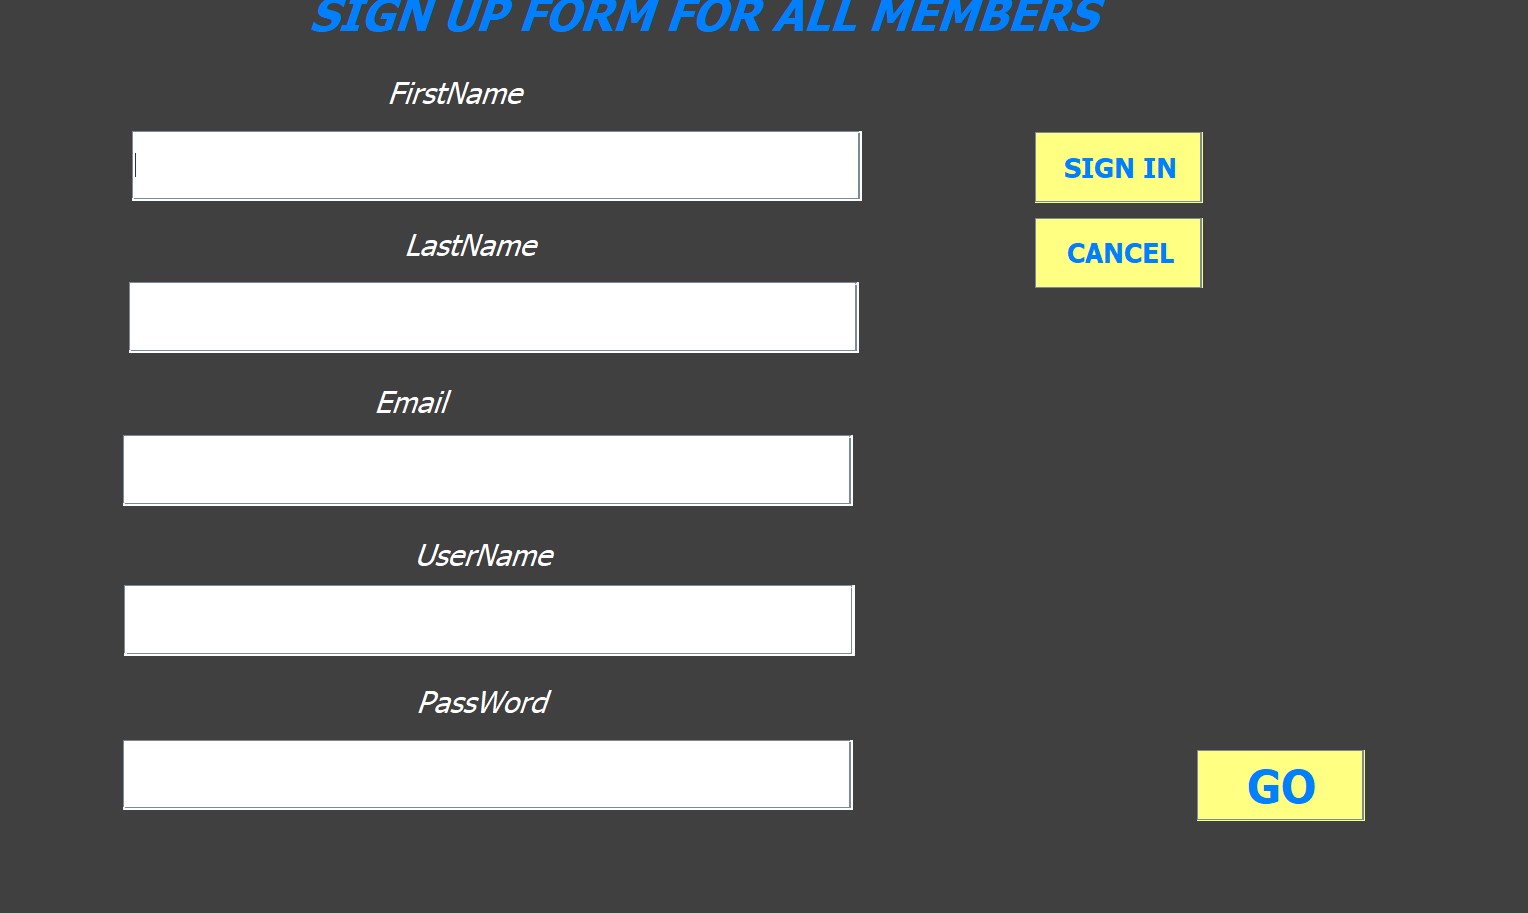 SIGN UP FORM FOR ALL MEMBERS
FirstName
SIGN IN
LastName
CANCEL
Email
UserName
PassWord
GO